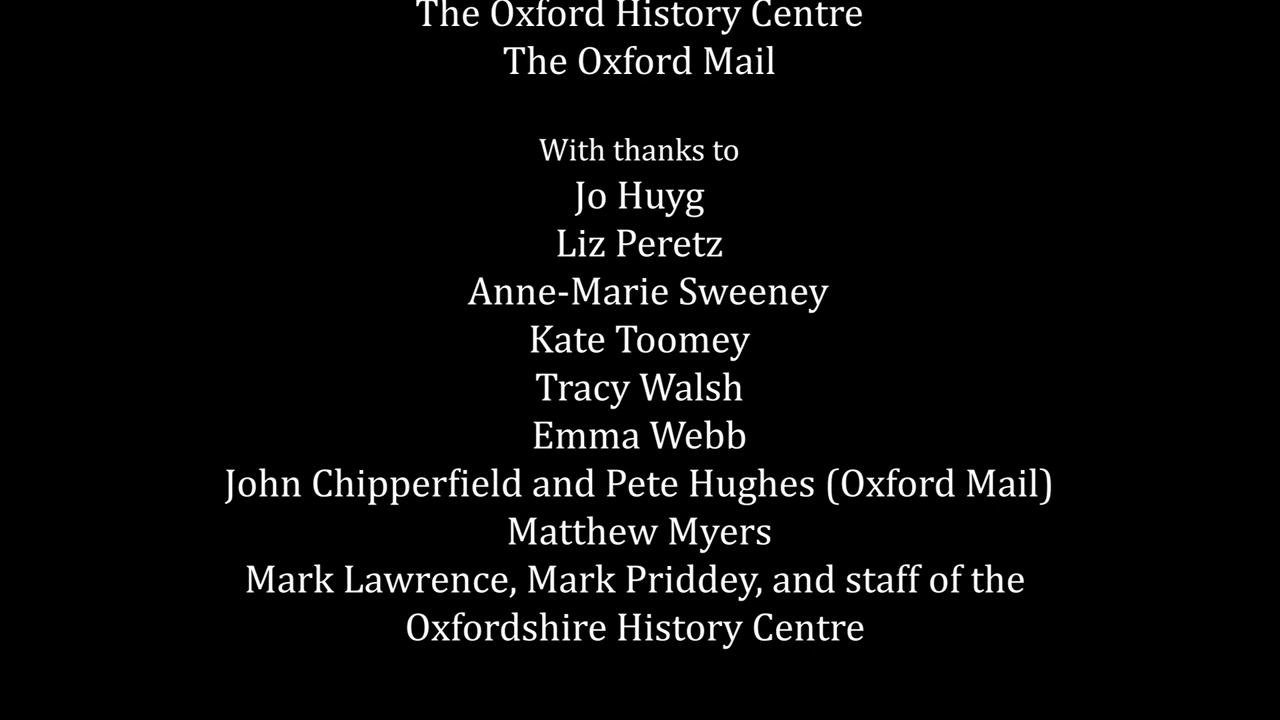 The Oxford History Centre
The Oxford Mail
With thanks to
Jo Huyg
Liz Peretz
Anne-Marie Sweeney
Kate Toomey
Tracy Walsh
Emma Webb
John Chipperfield and Pete Hughes (Oxford Mail)
Matthew Myers
Mark Lawrence, Mark Priddey, and staff of the
Oxfordshire History Centre